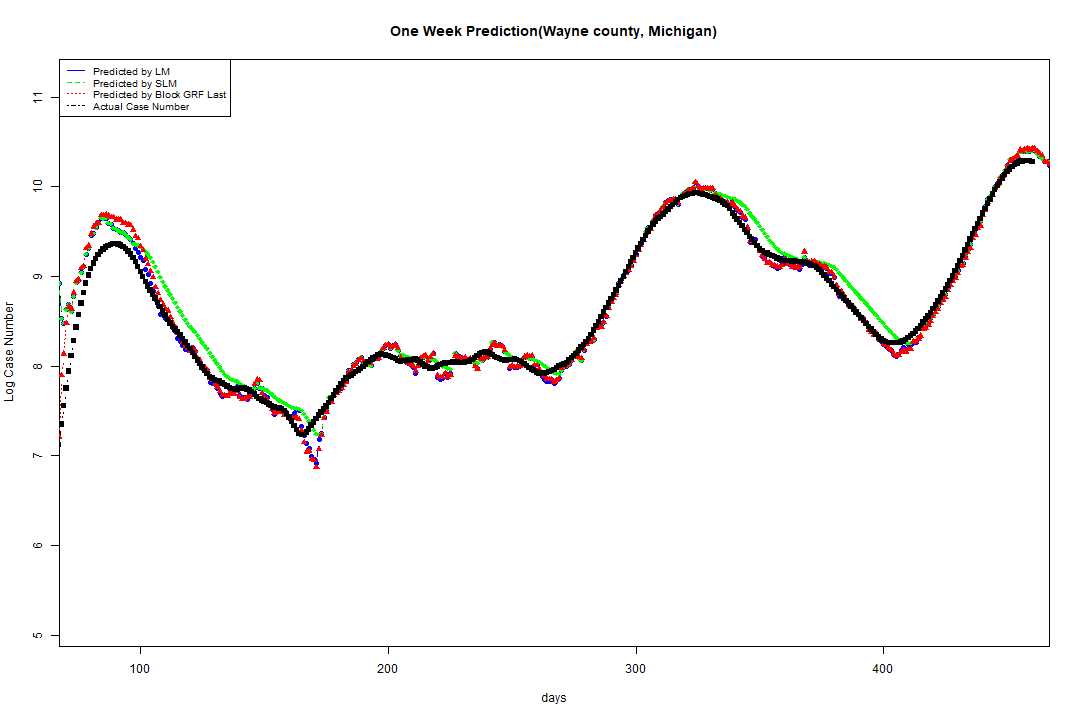 One Week Prediction(Wayne county, Michigan)
Predicted by LM
Predicted by SLM
Predicted by Block GRF Last
Actual Case Number
11
10
9
8
7
6
5
Log Case Number
100 200 300 400
days